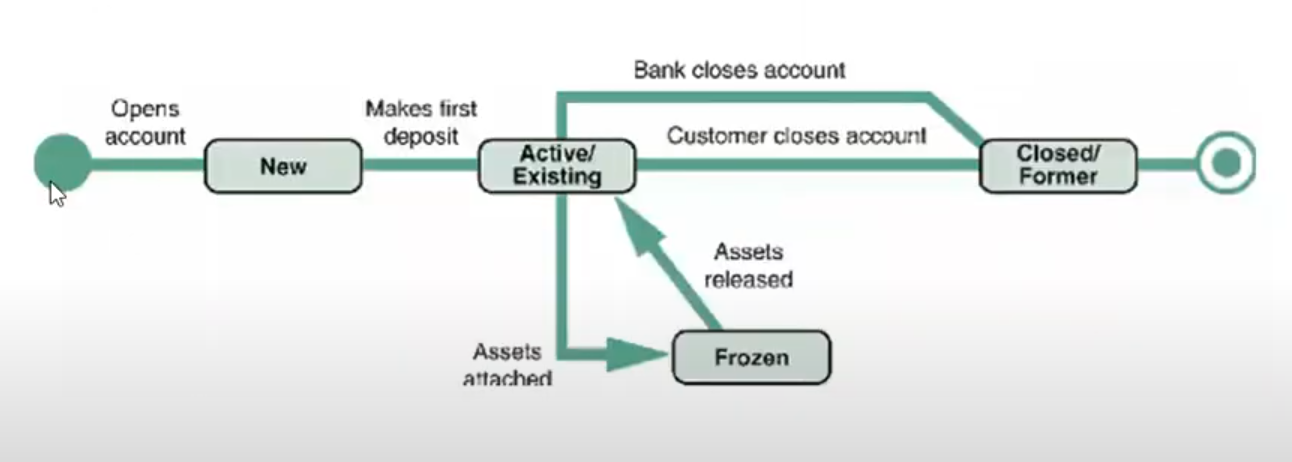 Bank closes account
Opens
account
Makes first
deposit
Customer closes account
New
Active/
Existing
Closed/
Former
Assets
released
Assets
attached
Frozen